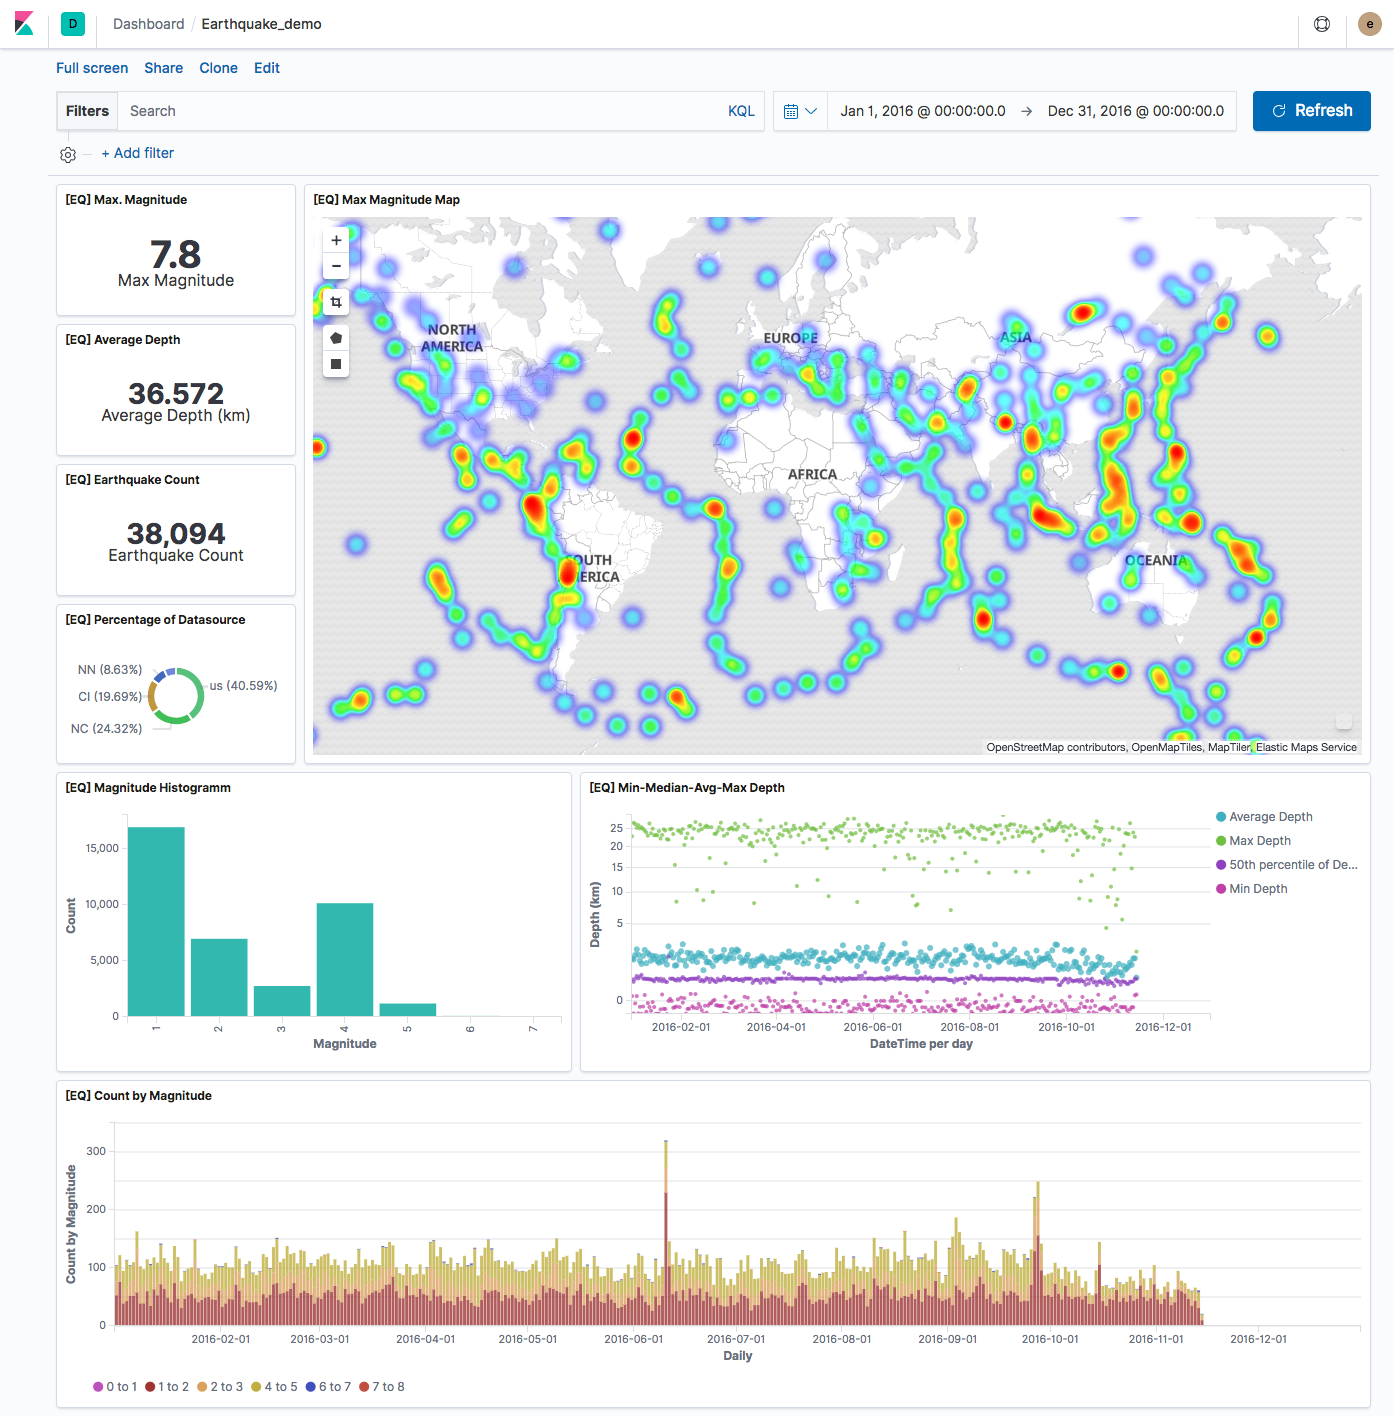 D Dashboard / Earthquake_demo e
Full screen Share Clone Edit
Filters Search KQL Jan 1, 2016 @ 00:00:00.0 → Dec 31, 2016 @ 00:00:00.0 Refresh
+ Add filter
[EQ] Max. Magnitude
7.8
Max Magnitude
[EQ] Average Depth
36.572
Average Depth (km)
[EQ] Earthquake Count
38,094
Earthquake Count
[EQ] Percentage of Datasource
NN (8.63%)
us (40.59%)
CI (19.69%)
NC (24.32%)
[EQ] Max Magnitude Map
+
−
NORTH
AMERICA
EUROPE
ASIA
AFRICA
SOUTH
AMERICA
OCEANIA
OpenStreetMap contributors, OpenMapTiles, MapTiler, Elastic Maps Service
[EQ] Magnitude Histogramm
Count
15,000
10,000
5,000
0
1 2 3 4 5 6 7
Magnitude
[EQ] Min-Median-Avg-Max Depth
Depth (km)
25
20
15
10
5
0
2016-02-01 2016-04-01 2016-06-01 2016-08-01 2016-10-01 2016-12-01
DateTime per day
Average Depth
Max Depth
50th percentile of De...
Min Depth
[EQ] Count by Magnitude
Count by Magnitude
300
200
100
0
2016-02-01 2016-03-01 2016-04-01 2016-05-01 2016-06-01 2016-07-01 2016-08-01 2016-09-01 2016-10-01 2016-11-01 2016-12-01
Daily
0 to 1 1 to 2 2 to 3 4 to 5 6 to 7 7 to 8